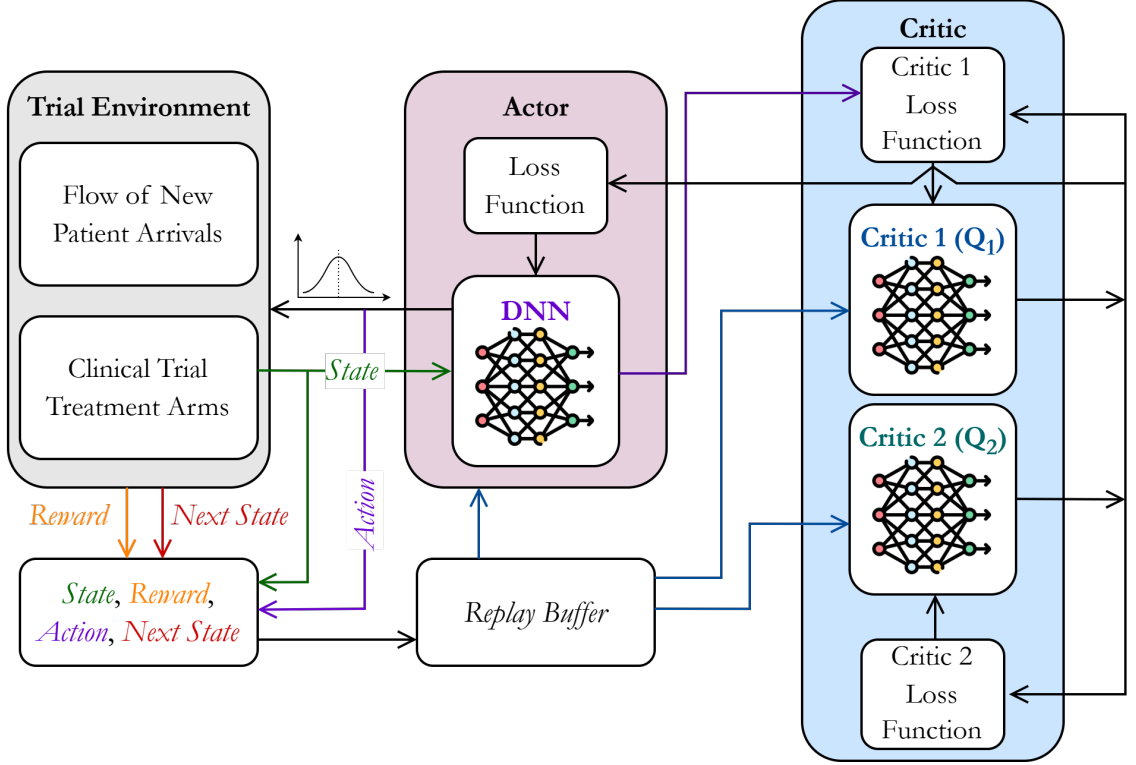 Trial Environment
Flow of New
Patient Arrivals
Clinical Trial
Treatment Arms
Reward
Next State
State, Reward,
Action, Next State
State
Action
Actor
Loss
Function
DNN
Replay Buffer
Critic
Critic 1
Loss
Function
Critic 1 (Q₁)
Critic 2 (Q₂)
Critic 2
Loss
Function